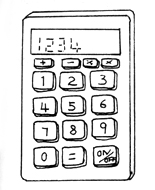 1234
+ - × ÷
1 2 3
4 5 6
7 8 9
0 = ON/OFF